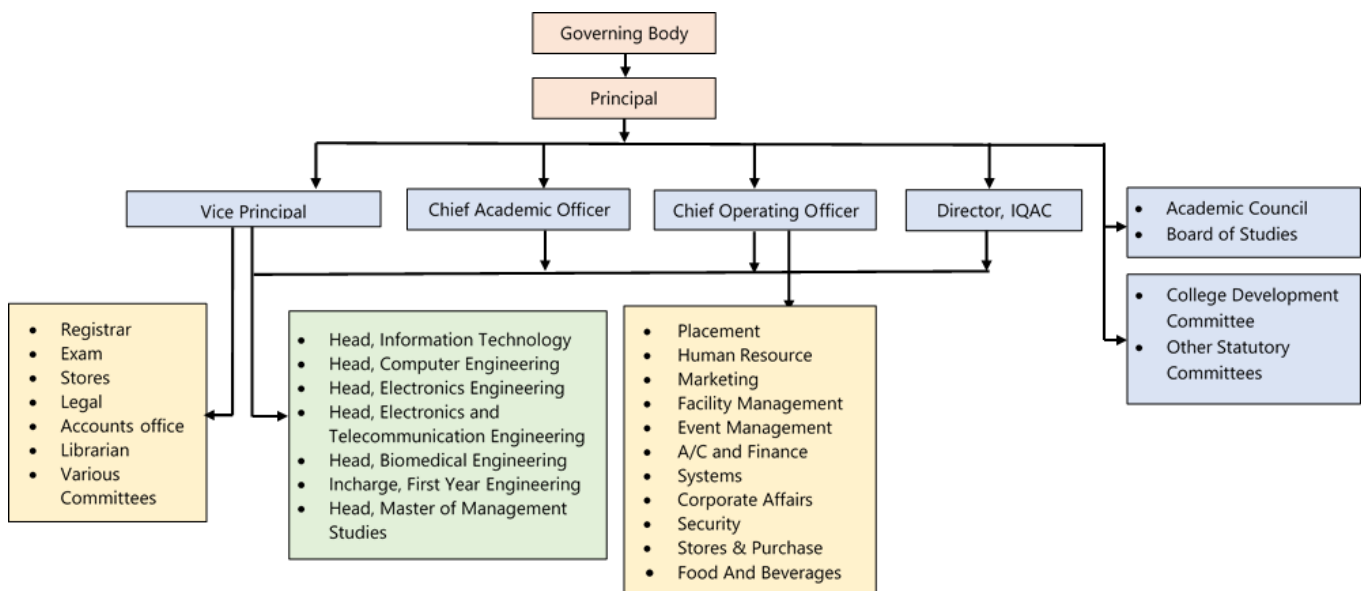 Governing Body
Principal
Vice Principal
Chief Academic Officer
Chief Operating Officer
Director, IQAC
• Academic Council
• Board of Studies
• College Development
Committee
• Other Statutory
Committees
• Registrar
• Exam
• Stores
• Legal
• Accounts office
• Librarian
• Various
Committees
• Head, Information Technology
• Head, Computer Engineering
• Head, Electronics Engineering
• Head, Electronics and
Telecommunication Engineering
• Head, Biomedical Engineering
• Incharge, First Year Engineering
• Head, Master of Management
Studies
• Placement
• Human Resource
• Marketing
• Facility Management
• Event Management
• A/C and Finance
• Systems
• Corporate Affairs
• Security
• Stores & Purchase
• Food And Beverages